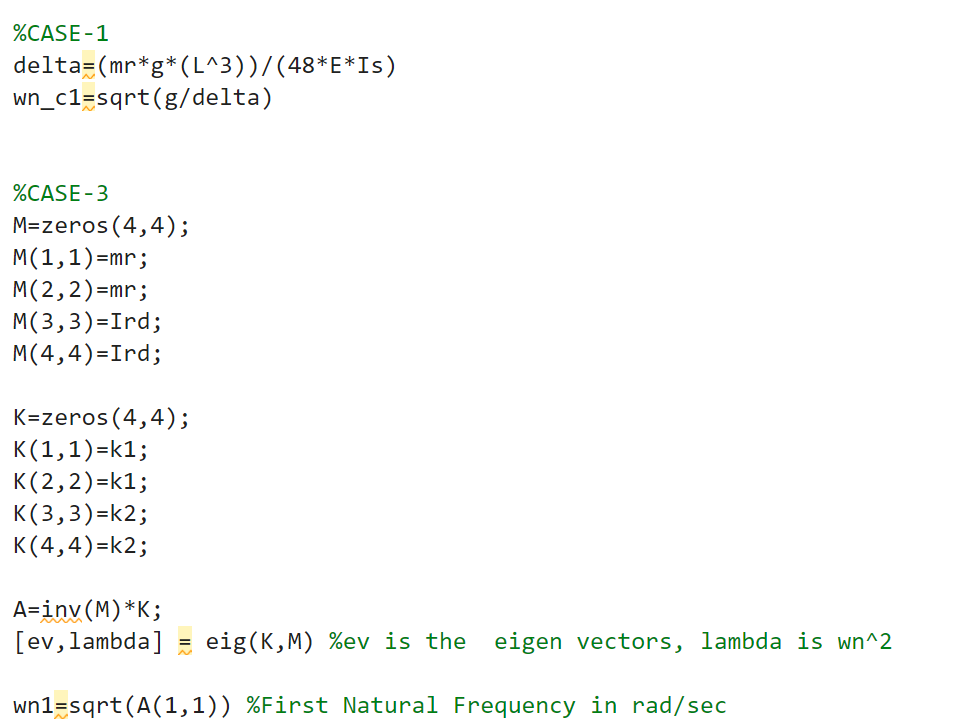 %CASE-1
delta=(mr*g*(L^3))/(48*E*Is)
wn_c1=sqrt(g/delta)
%CASE-3
M=zeros(4,4);
M(1,1)=mr;
M(2,2)=mr;
M(3,3)=Ird;
M(4,4)=Ird;
K=zeros(4,4);
K(1,1)=k1;
K(2,2)=k1;
K(3,3)=k2;
K(4,4)=k2;
A=inv(M)*K;
[ev,lambda] = eig(K,M) %ev is the  eigen vectors, lambda is wn^2
wn1=sqrt(A(1,1)) %First Natural Frequency in rad/sec